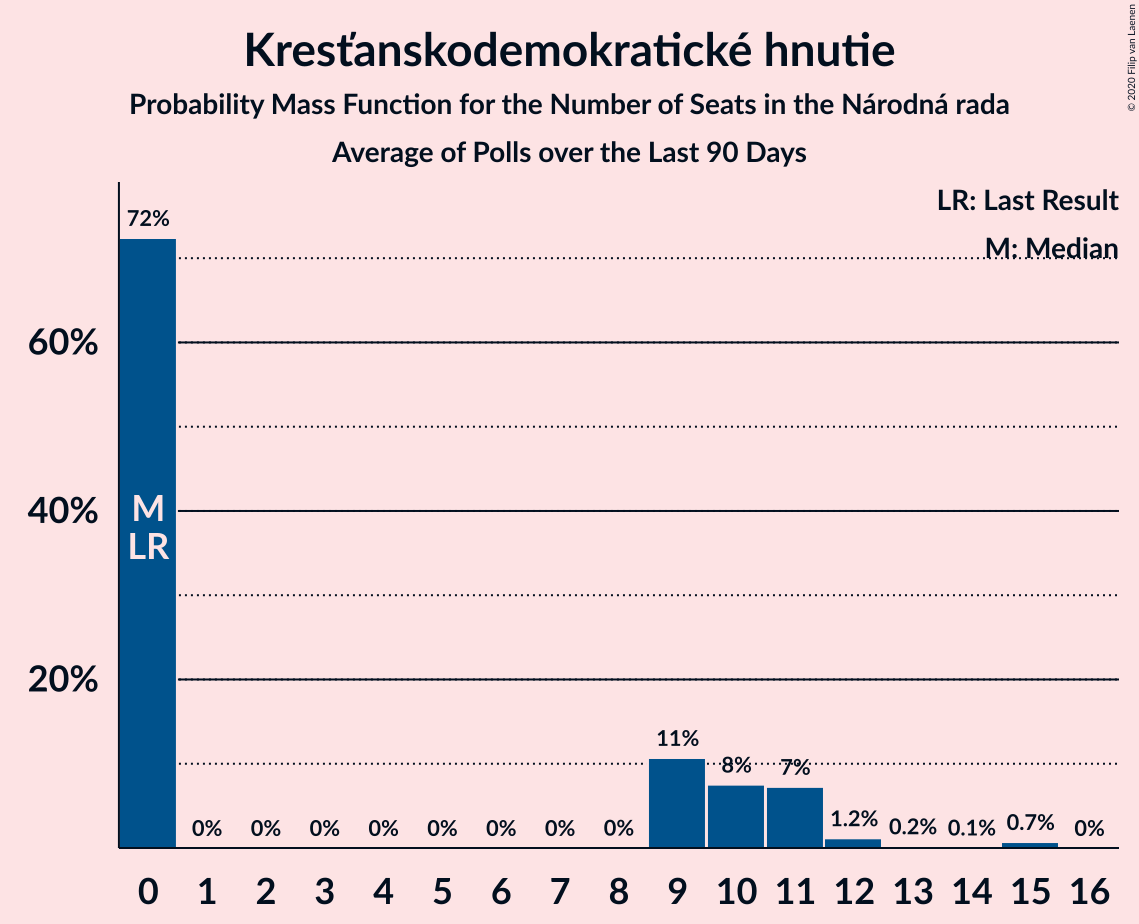 Kresťanskodemokratické hnutie
Probability Mass Function for the Number of Seats in the Národná rada
Average of Polls over the Last 90 Days
© 2020 Filip van Laenen
LR: Last Result
M: Median
72%
60%
40%
20%
M
LR
0%
0%
0%
0%
0%
0%
0%
0%
11%
8%
7%
1.2%
0.2%
0.1%
0.7%
0%
0 1 2 3 4 5 6 7 8 9 10 11 12 13 14 15 16